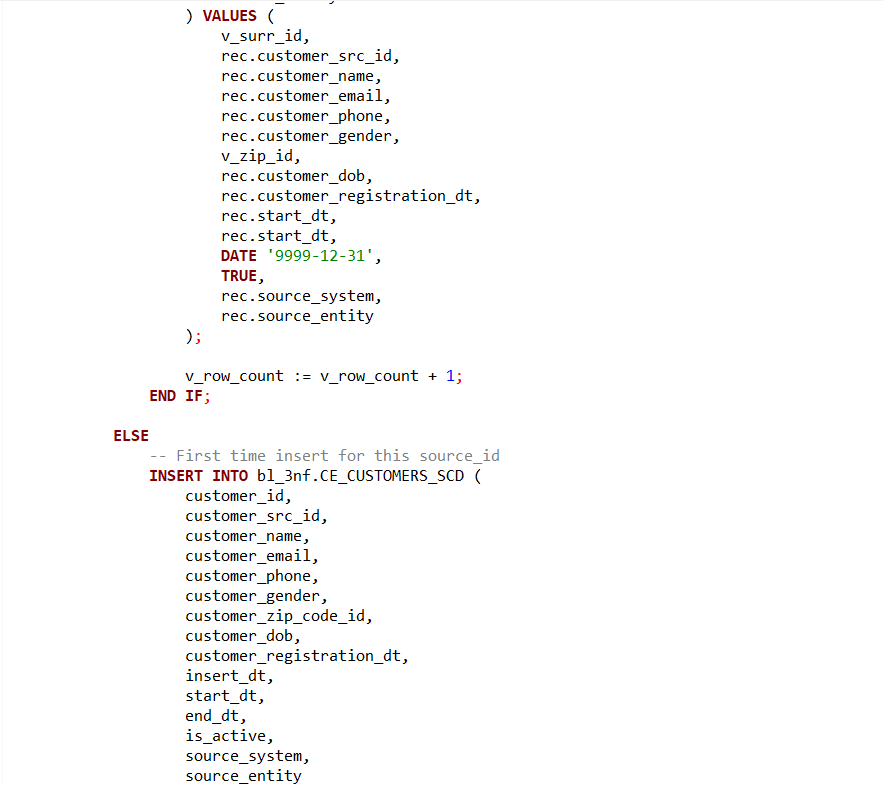 ) VALUES (
v_surr_id,
rec.customer_src_id,
rec.customer_name,
rec.customer_email,
rec.customer_phone,
rec.customer_gender,
v_zip_id,
rec.customer_dob,
rec.customer_registration_dt,
rec.start_dt,
rec.start_dt,
DATE '9999-12-31',
TRUE,
rec.source_system,
rec.source_entity
);
v_row_count := v_row_count + 1;
END IF;
ELSE
-- First time insert for this source_id
INSERT INTO bl_3nf.CE_CUSTOMERS_SCD (
customer_id,
customer_src_id,
customer_name,
customer_email,
customer_phone,
customer_gender,
customer_zip_code_id,
customer_dob,
customer_registration_dt,
insert_dt,
start_dt,
end_dt,
is_active,
source_system,
source_entity